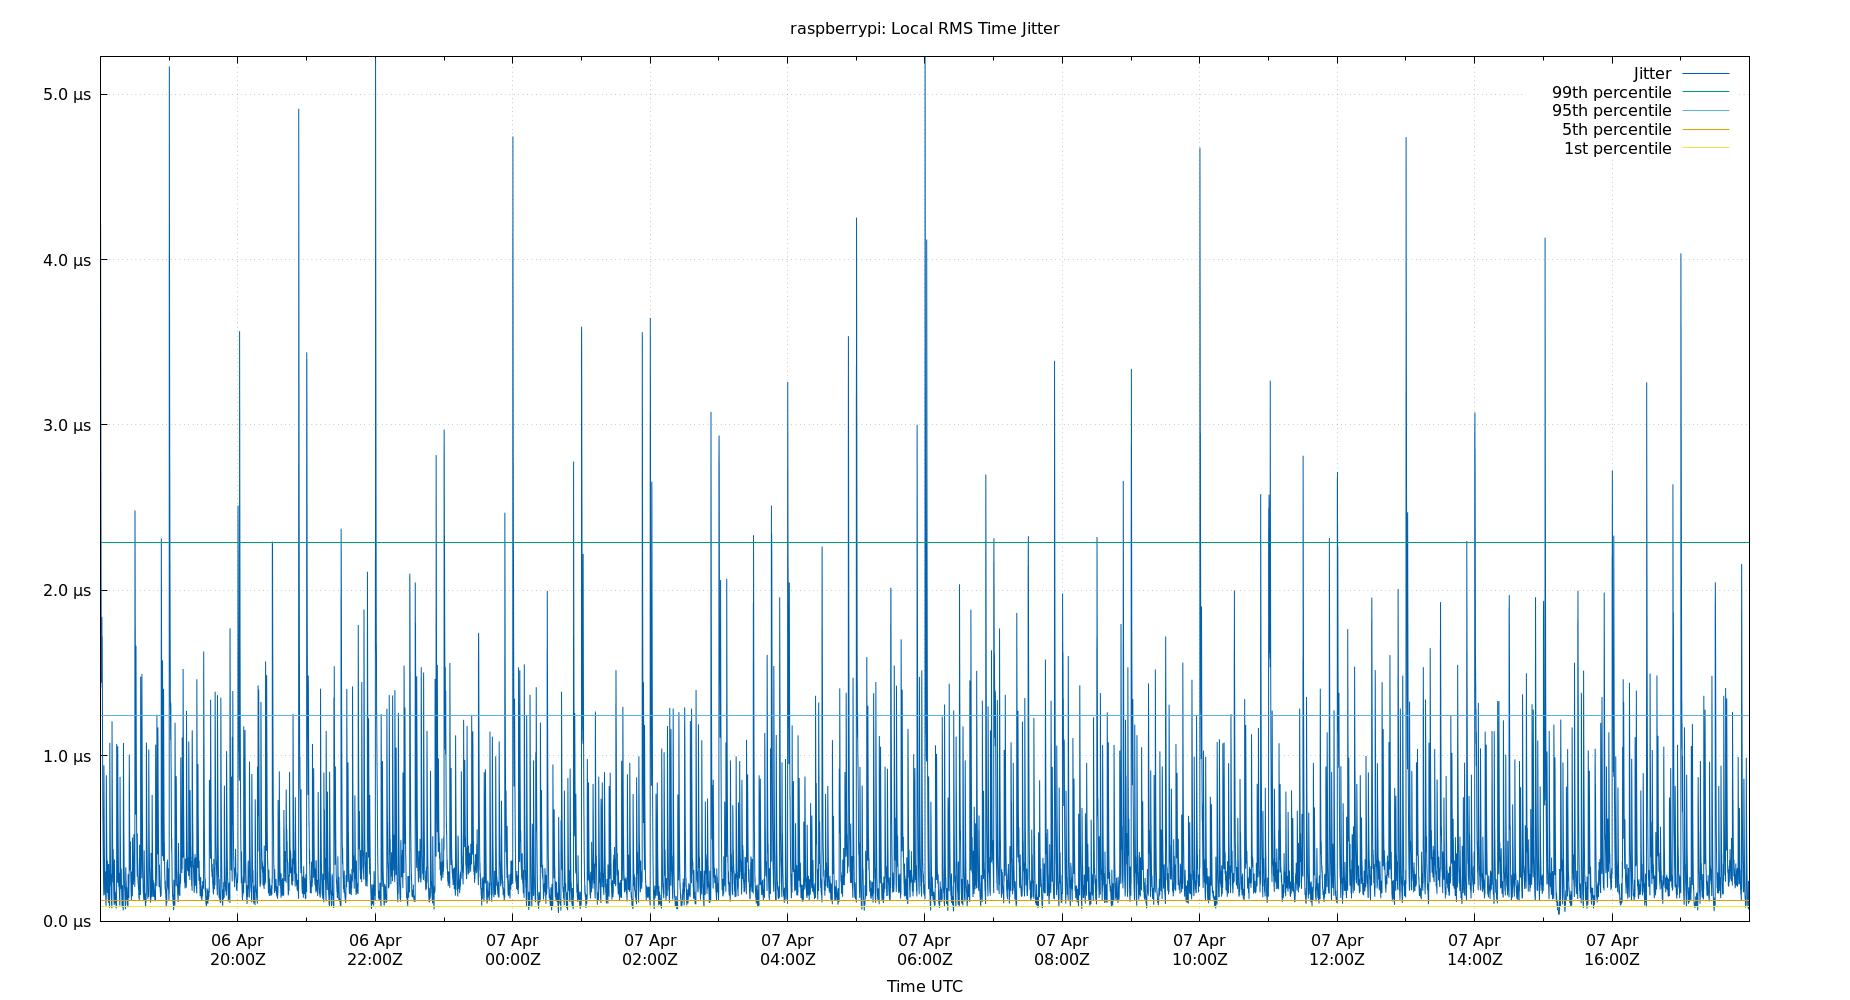 raspberrypi: Local RMS Time Jitter
Jitter
99th percentile
95th percentile
5th percentile
1st percentile
5.0 µs
4.0 µs
3.0 µs
2.0 µs
1.0 µs
0.0 µs
06 Apr 06 Apr 07 Apr 07 Apr 07 Apr 07 Apr 07 Apr 07 Apr 07 Apr 07 Apr 07 Apr
20:00Z 22:00Z 00:00Z 02:00Z 04:00Z 06:00Z 08:00Z 10:00Z 12:00Z 14:00Z 16:00Z
Time UTC